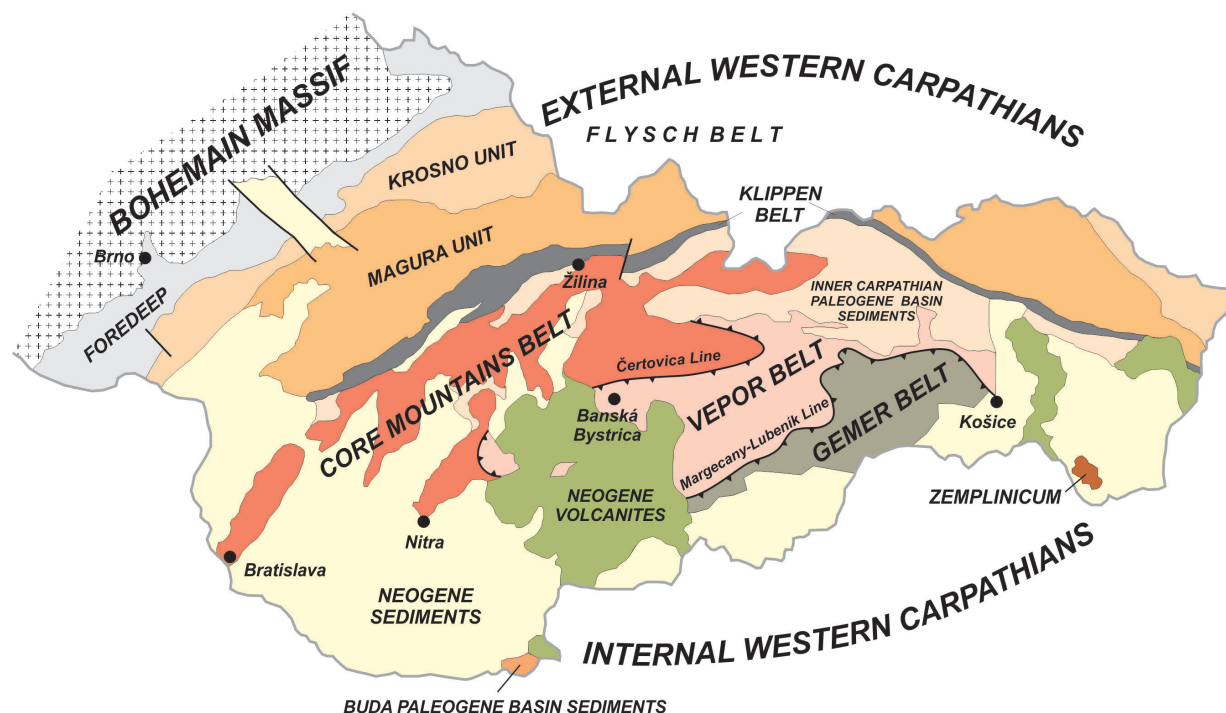 BOHEMAIN MASSIF
EXTERNAL WESTERN CARPATHIANS
FLYSCH BELT
KROSNO UNIT
KLIPPEN
BELT
MAGURA UNIT
Brno
Žilina
FOREDEEP
INNER CARPATHIAN
PALEOGENE BASIN
SEDIMENTS
CORE MOUNTAINS BELT
Čertovica Line
VEPOR BELT
Banská
Bystrica
GEMER BELT
Košice
Margecany-Lubeník Line
NEOGENE
VOLCANITES
ZEMPLINICUM
Nitra
Bratislava
NEOGENE
SEDIMENTS
INTERNAL WESTERN CARPATHIANS
BUDA PALEOGENE BASIN SEDIMENTS